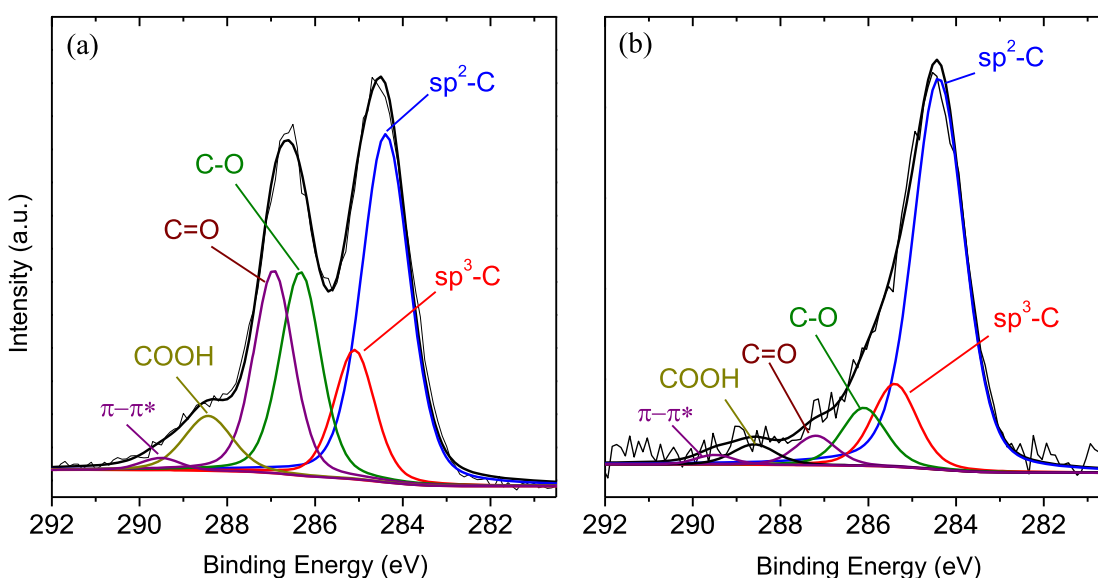 (a)
sp²-C
C-O
C=O
sp³-C
COOH
π–π*
292 290 288 286 284 282
Binding Energy (eV)
Intensity (a.u.)
(b)
sp²-C
C-O
sp³-C
C=O
COOH
π–π*
292 290 288 286 284 282
Binding Energy (eV)